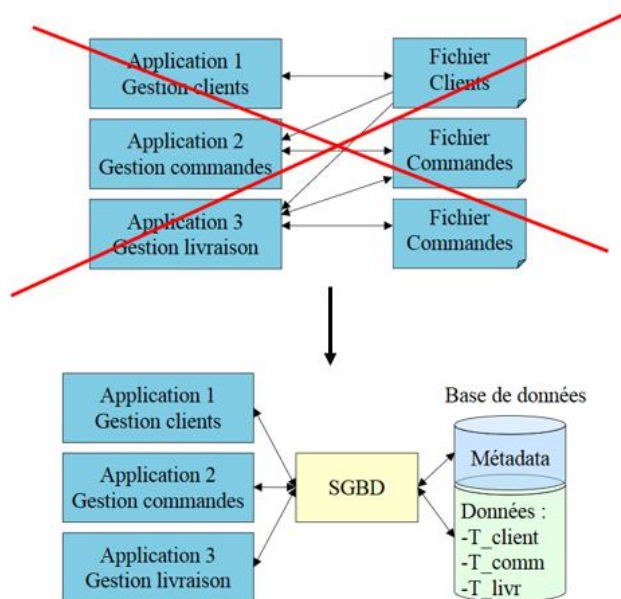 Application 1
Gestion clients
Fichier
Clients
Application 2
Gestion commandes
Fichier
Commandes
Application 3
Gestion livraison
Fichier
Commandes
Application 1
Gestion clients
Application 2
Gestion commandes
Application 3
Gestion livraison
SGBD
Base de données
Métadata
Données :
-T_client
-T_comm
-T_livr